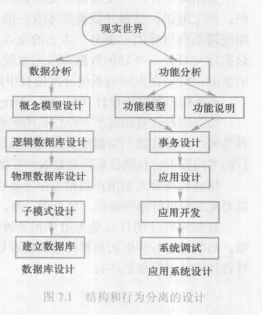 现实世界
数据分析
功能分析
概念模型设计
功能模型
功能说明
逻辑数据库设计
事务设计
物理数据库设计
应用设计
子模式设计
应用开发
建立数据库
系统调试
数据库设计
应用系统设计
图 7.1 结构和行为分离的设计